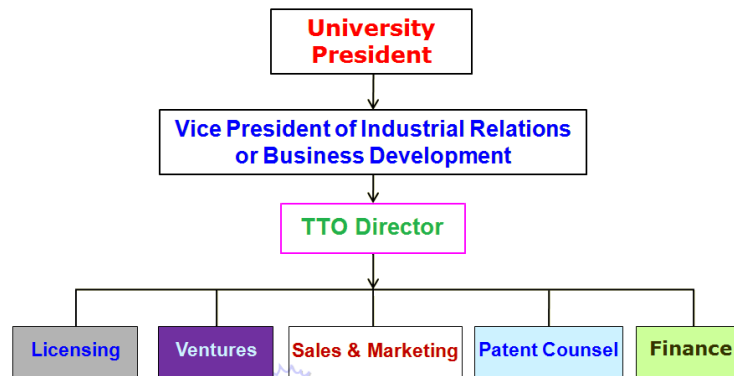 University
President
Vice President of Industrial Relations
or Business Development
TTO Director
Licensing
Ventures
Sales & Marketing
Patent Counsel
Finance